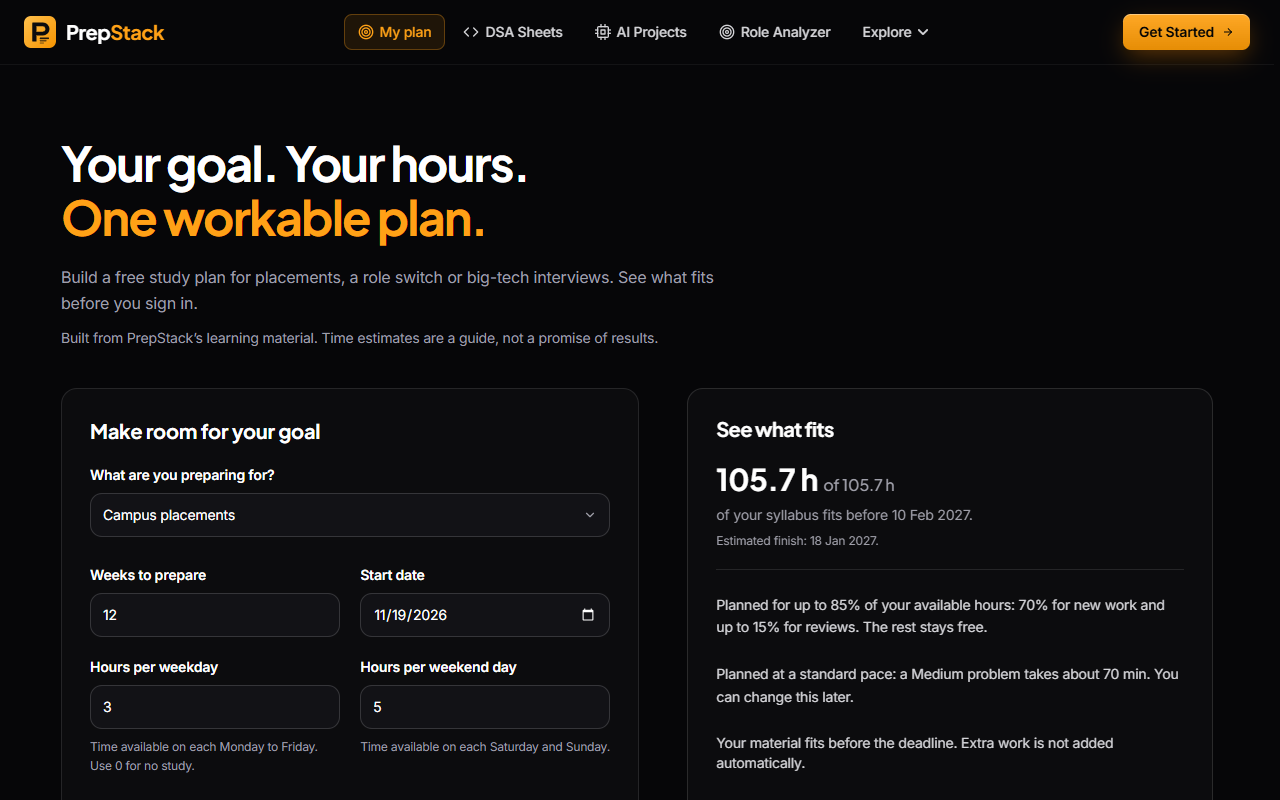 PrepStack
My plan
DSA Sheets
AI Projects
Role Analyzer
Explore
Get Started
Your goal. Your hours.
One workable plan.
Build a free study plan for placements, a role switch or big-tech interviews. See what fits
before you sign in.
Built from PrepStack’s learning material. Time estimates are a guide, not a promise of results.
Make room for your goal
What are you preparing for?
Campus placements
Weeks to prepare
12
Start date
11/19/2026
Hours per weekday
3
Time available on each Monday to Friday.
Use 0 for no study.
Hours per weekend day
5
Time available on each Saturday and Sunday.
See what fits
105.7 h of 105.7 h
of your syllabus fits before 10 Feb 2027.
Estimated finish: 18 Jan 2027.
Planned for up to 85% of your available hours: 70% for new work and
up to 15% for reviews. The rest stays free.
Planned at a standard pace: a Medium problem takes about 70 min. You
can change this later.
Your material fits before the deadline. Extra work is not added
automatically.